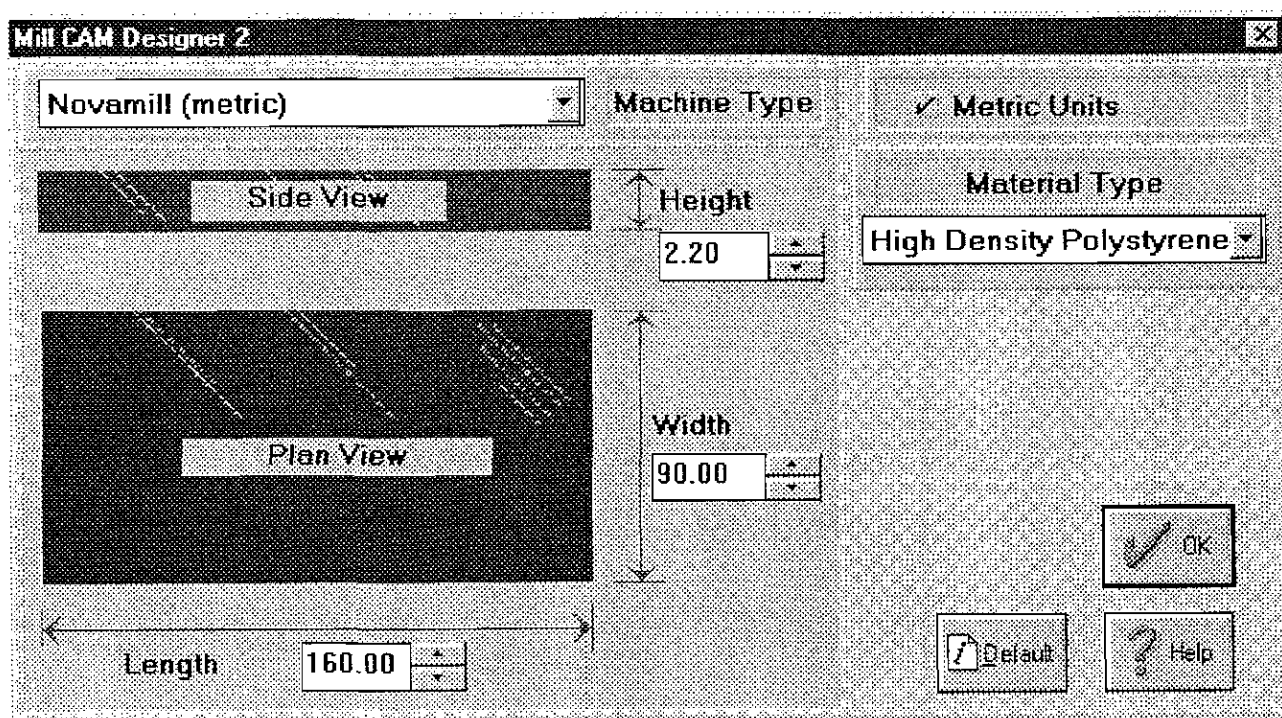 Mill CAM Designer 2
Novamill (metric)
Machine Type
✓ Metric Units
Side View
Height
2.20
Material Type
High Density Polystyrene
Plan View
Width
90.00
OK
Length
160.00
Default
Help